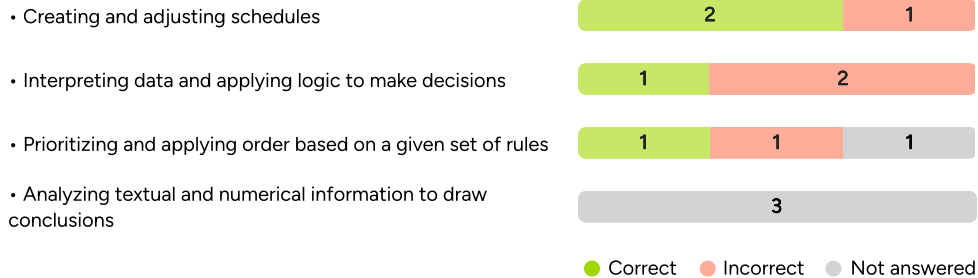 • Creating and adjusting schedules
2 1
• Interpreting data and applying logic to make decisions
1 2
• Prioritizing and applying order based on a given set of rules
1 1 1
• Analyzing textual and numerical information to draw
conclusions
3
Correct Incorrect Not answered